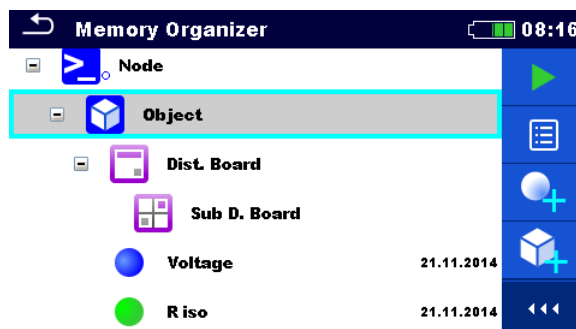 Memory Organizer 08:16
Node
Object
Dist. Board
Sub D. Board
Voltage 21.11.2014
R iso 21.11.2014